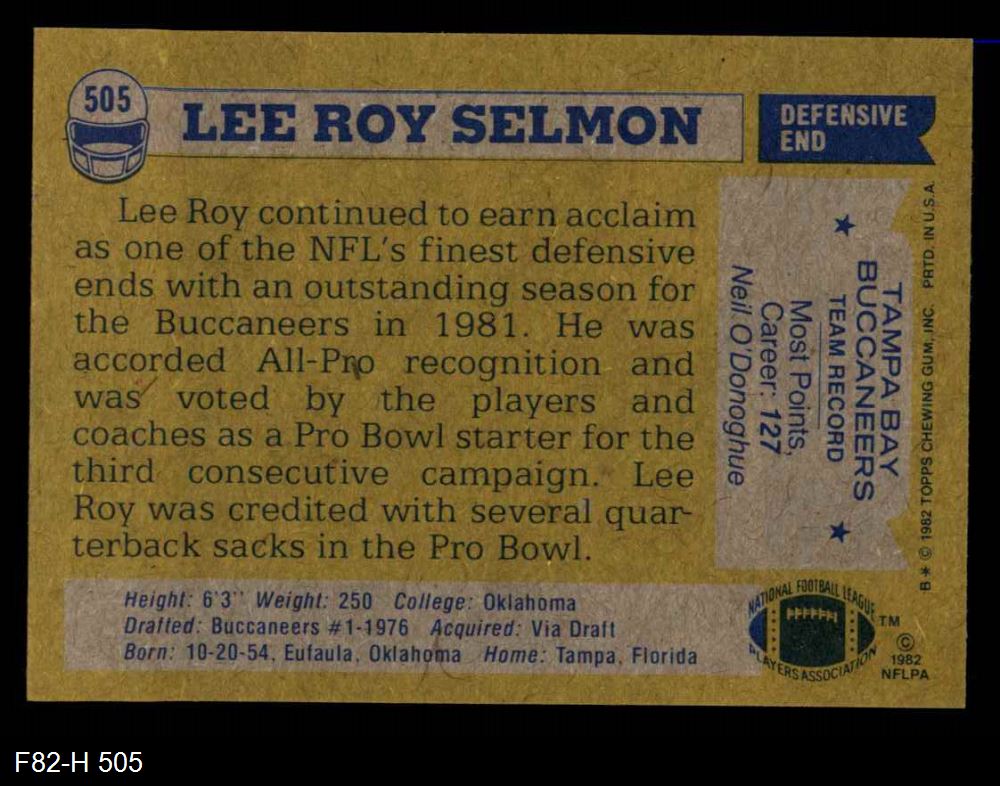 505
LEE ROY SELMON
DEFENSIVE
END
Lee Roy continued to earn acclaim
as one of the NFL's finest defensive
ends with an outstanding season for
the Buccaneers in 1981. He was
accorded All-Pro recognition and
was voted by the players and
coaches as a Pro Bowl starter for the
third consecutive campaign. Lee
Roy was credited with several quar-
terback sacks in the Pro Bowl.
TAMPA BAY
BUCCANEERS
TEAM RECORD
Most Points,
Career: 127
Neil O'Donoghue
B* © 1982 TOPPS CHEWING GUM, INC. PRTD. IN U.S.A.
Height: 6'3" Weight: 250 College: Oklahoma
Drafted: Buccaneers #1-1976 Acquired: Via Draft
Born: 10-20-54, Eufaula, Oklahoma Home: Tampa, Florida
NATIONAL FOOTBALL LEAGUE
PLAYERS ASSOCIATION
TM
©
1982
NFLPA
F82-H 505